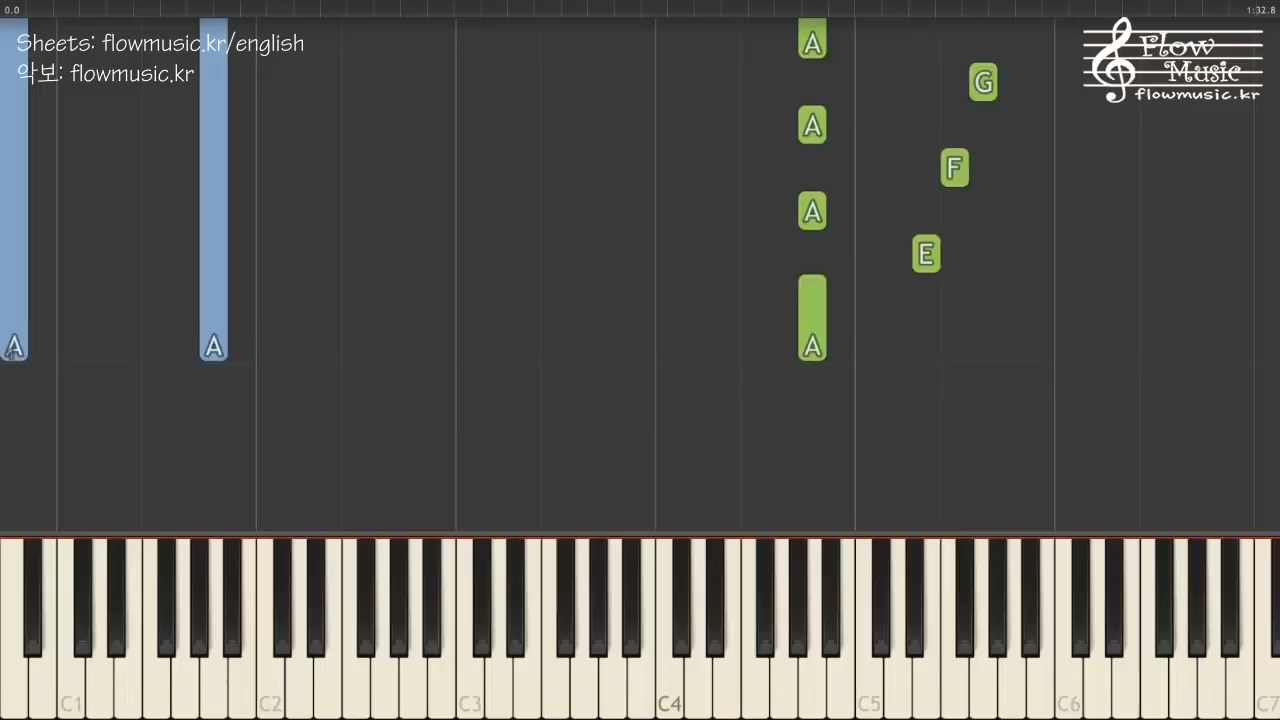 0.0
1:32.8
Sheets: flowmusic.kr/english
악보: flowmusic.kr
Flow
Music
flowmusic.kr
A
G
A
F
A
E
A
A
A
C1
C2
C3
C4
C5
C6
C7